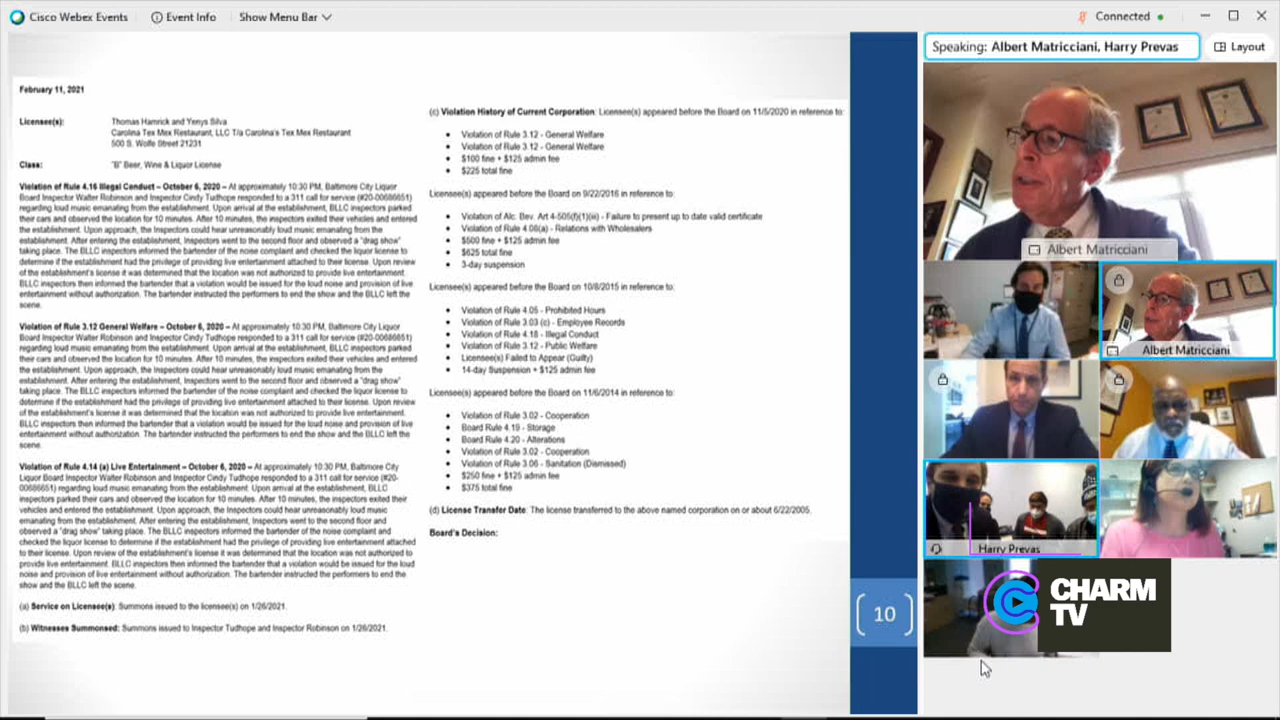 Cisco Webex Events
Event Info
Show Menu Bar
Connected
Speaking: Albert Matricciani, Harry Prevas
Layout
February 11, 2021
Licensee(s): Thomas Hamrick and Yenys Silva
Carolina Tex Mex Restaurant, LLC T/a Carolina's Tex Mex Restaurant
500 S. Wolfe Street 21231
Class: "B" Beer, Wine & Liquor License
Violation of Rule 4.16 Illegal Conduct – October 6, 2020 – At approximately 10:30 PM, Baltimore City Liquor
Board Inspector Walter Robinson and Inspector Cindy Tudhope responded to a 311 call for service (#20-00686651)
regarding loud music emanating from the establishment. Upon arrival at the establishment, BLLC inspectors parked
their cars and observed the location for 10 minutes. After 10 minutes, the inspectors exited their vehicles and entered
the establishment. Upon approach, the Inspectors could hear unreasonably loud music emanating from the
establishment. After entering the establishment, Inspectors went to the second floor and observed a "drag show"
taking place. The BLLC inspectors informed the bartender of the noise complaint and checked the liquor license to
determine if the establishment had the privilege of providing live entertainment attached to their license. Upon review
of the establishment's license it was determined that the location was not authorized to provide live entertainment.
BLLC inspectors then informed the bartender that a violation would be issued for the loud noise and provision of live
entertainment without authorization. The bartender instructed the performers to end the show and the BLLC left the
scene.
Violation of Rule 3.12 General Welfare – October 6, 2020 – At approximately 10:30 PM, Baltimore City Liquor
Board Inspector Walter Robinson and Inspector Cindy Tudhope responded to a 311 call for service (#20-00686651)
regarding loud music emanating from the establishment. Upon arrival at the establishment, BLLC inspectors parked
their cars and observed the location for 10 minutes. After 10 minutes, the inspectors exited their vehicles and entered
the establishment. Upon approach, the Inspectors could hear unreasonably loud music emanating from the
establishment. After entering the establishment, Inspectors went to the second floor and observed a "drag show"
taking place. The BLLC inspectors informed the bartender of the noise complaint and checked the liquor license to
determine if the establishment had the privilege of providing live entertainment attached to their license. Upon review
of the establishment's license it was determined that the location was not authorized to provide live entertainment.
BLLC inspectors then informed the bartender that a violation would be issued for the loud noise and provision of live
entertainment without authorization. The bartender instructed the performers to end the show and the BLLC left the
scene.
Violation of Rule 4.14 (a) Live Entertainment – October 6, 2020 – At approximately 10:30 PM, Baltimore City
Liquor Board Inspector Walter Robinson and Inspector Cindy Tudhope responded to a 311 call for service (#20-
00686651) regarding loud music emanating from the establishment. Upon arrival at the establishment, BLLC
inspectors parked their cars and observed the location for 10 minutes. After 10 minutes, the inspectors exited their
vehicles and entered the establishment. Upon approach, the Inspectors could hear unreasonably loud music
emanating from the establishment. After entering the establishment, Inspectors went to the second floor and
observed a "drag show" taking place. The BLLC inspectors informed the bartender of the noise complaint and
checked the liquor license to determine if the establishment had the privilege of providing live entertainment attached
to their license. Upon review of the establishment's license it was determined that the location was not authorized to
provide live entertainment. BLLC inspectors then informed the bartender that a violation would be issued for the loud
noise and provision of live entertainment without authorization. The bartender instructed the performers to end the
show and the BLLC left the scene.
(a) Service on Licensee(s): Summons issued to the licensee(s) on 1/26/2021.
(b) Witnesses Summonsed: Summons issued to Inspector Tudhope and Inspector Robinson on 1/26/2021.
(c) Violation History of Current Corporation: Licensee(s) appeared before the Board on 11/5/2020 in reference to:
• Violation of Rule 3.12 - General Welfare
• Violation of Rule 3.12 - General Welfare
• $100 fine + $125 admin fee
• $225 total fine
Licensee(s) appeared before the Board on 9/22/2016 in reference to:
• Violation of Alc. Bev. Art 4-505(f)(1)(iii) - Failure to present up to date valid certificate
• Violation of Rule 4.08(a) - Relations with Wholesalers
• $500 fine + $125 admin fee
• $625 total fine
• 3-day suspension
Licensee(s) appeared before the Board on 10/8/2015 in reference to:
• Violation of Rule 4.05 - Prohibited Hours
• Violation of Rule 3.03 (c) - Employee Records
• Violation of Rule 4.18 - Illegal Conduct
• Violation of Rule 3.12 - Public Welfare
• Licensee(s) Failed to Appear (Guilty)
• 14-day Suspension + $125 admin fee
Licensee(s) appeared before the Board on 11/6/2014 in reference to:
• Violation of Rule 3.02 - Cooperation
• Board Rule 4.19 - Storage
• Board Rule 4.20 - Alterations
• Violation of Rule 3.02 - Cooperation
• Violation of Rule 3.06 - Sanitation (Dismissed)
• $250 fine + $125 admin fee
• $375 total fine
(d) License Transfer Date: The license transferred to the above named corporation on or about 6/22/2005.
Board's Decision:
10
Albert Matricciani
Albert Matricciani
Harry Prevas
CHARM
TV